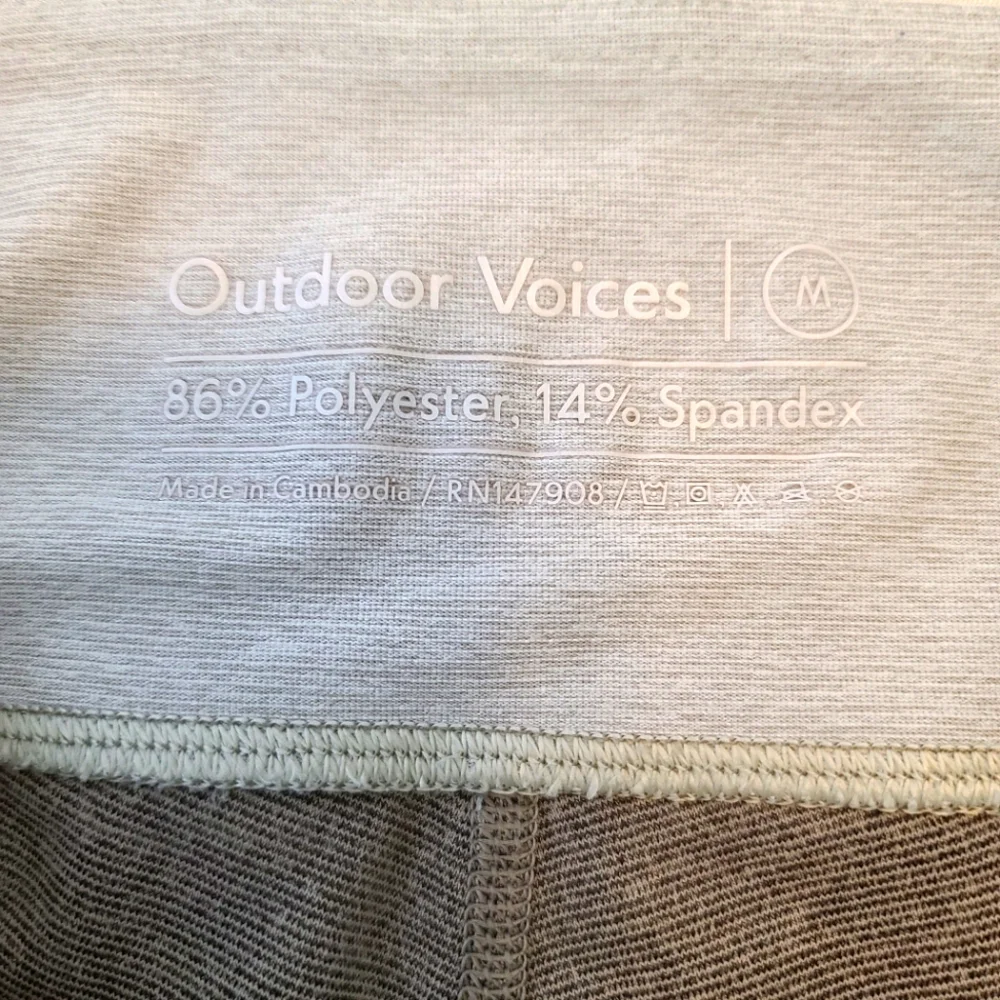 Outdoor Voices | M
86% Polyester, 14% Spandex
Made in Cambodia / RN147908 /